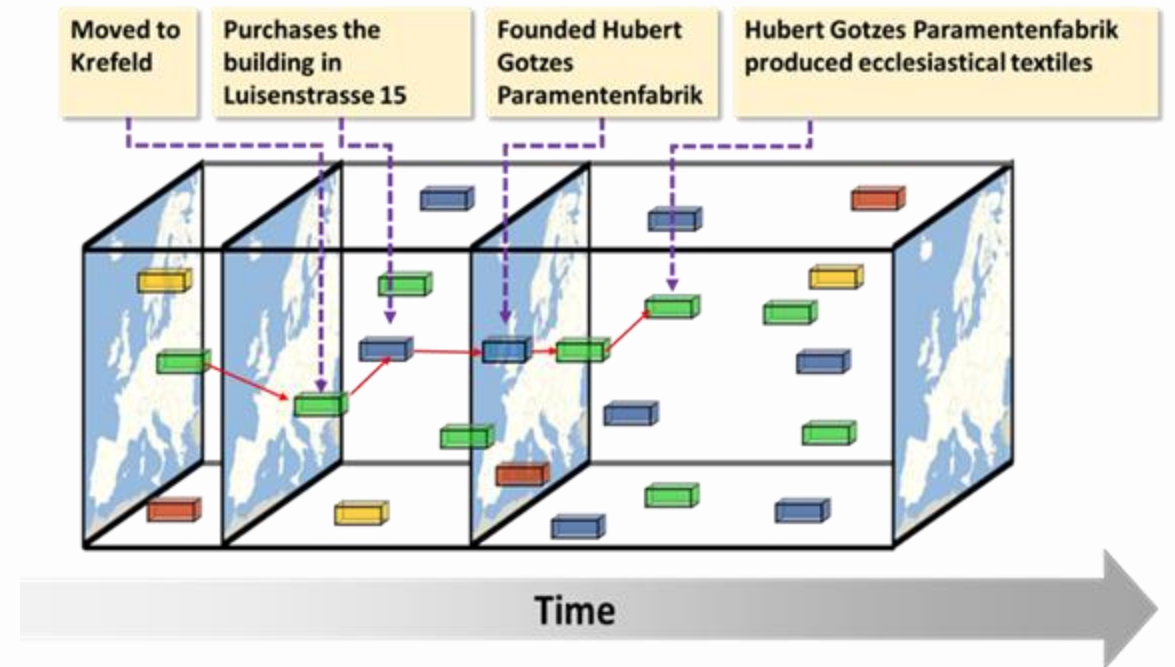 Moved to
Krefeld
Purchases the
building in
Luisenstrasse 15
Founded Hubert
Gotzes
Paramentenfabrik
Hubert Gotzes Paramentenfabrik
produced ecclesiastical textiles
Time